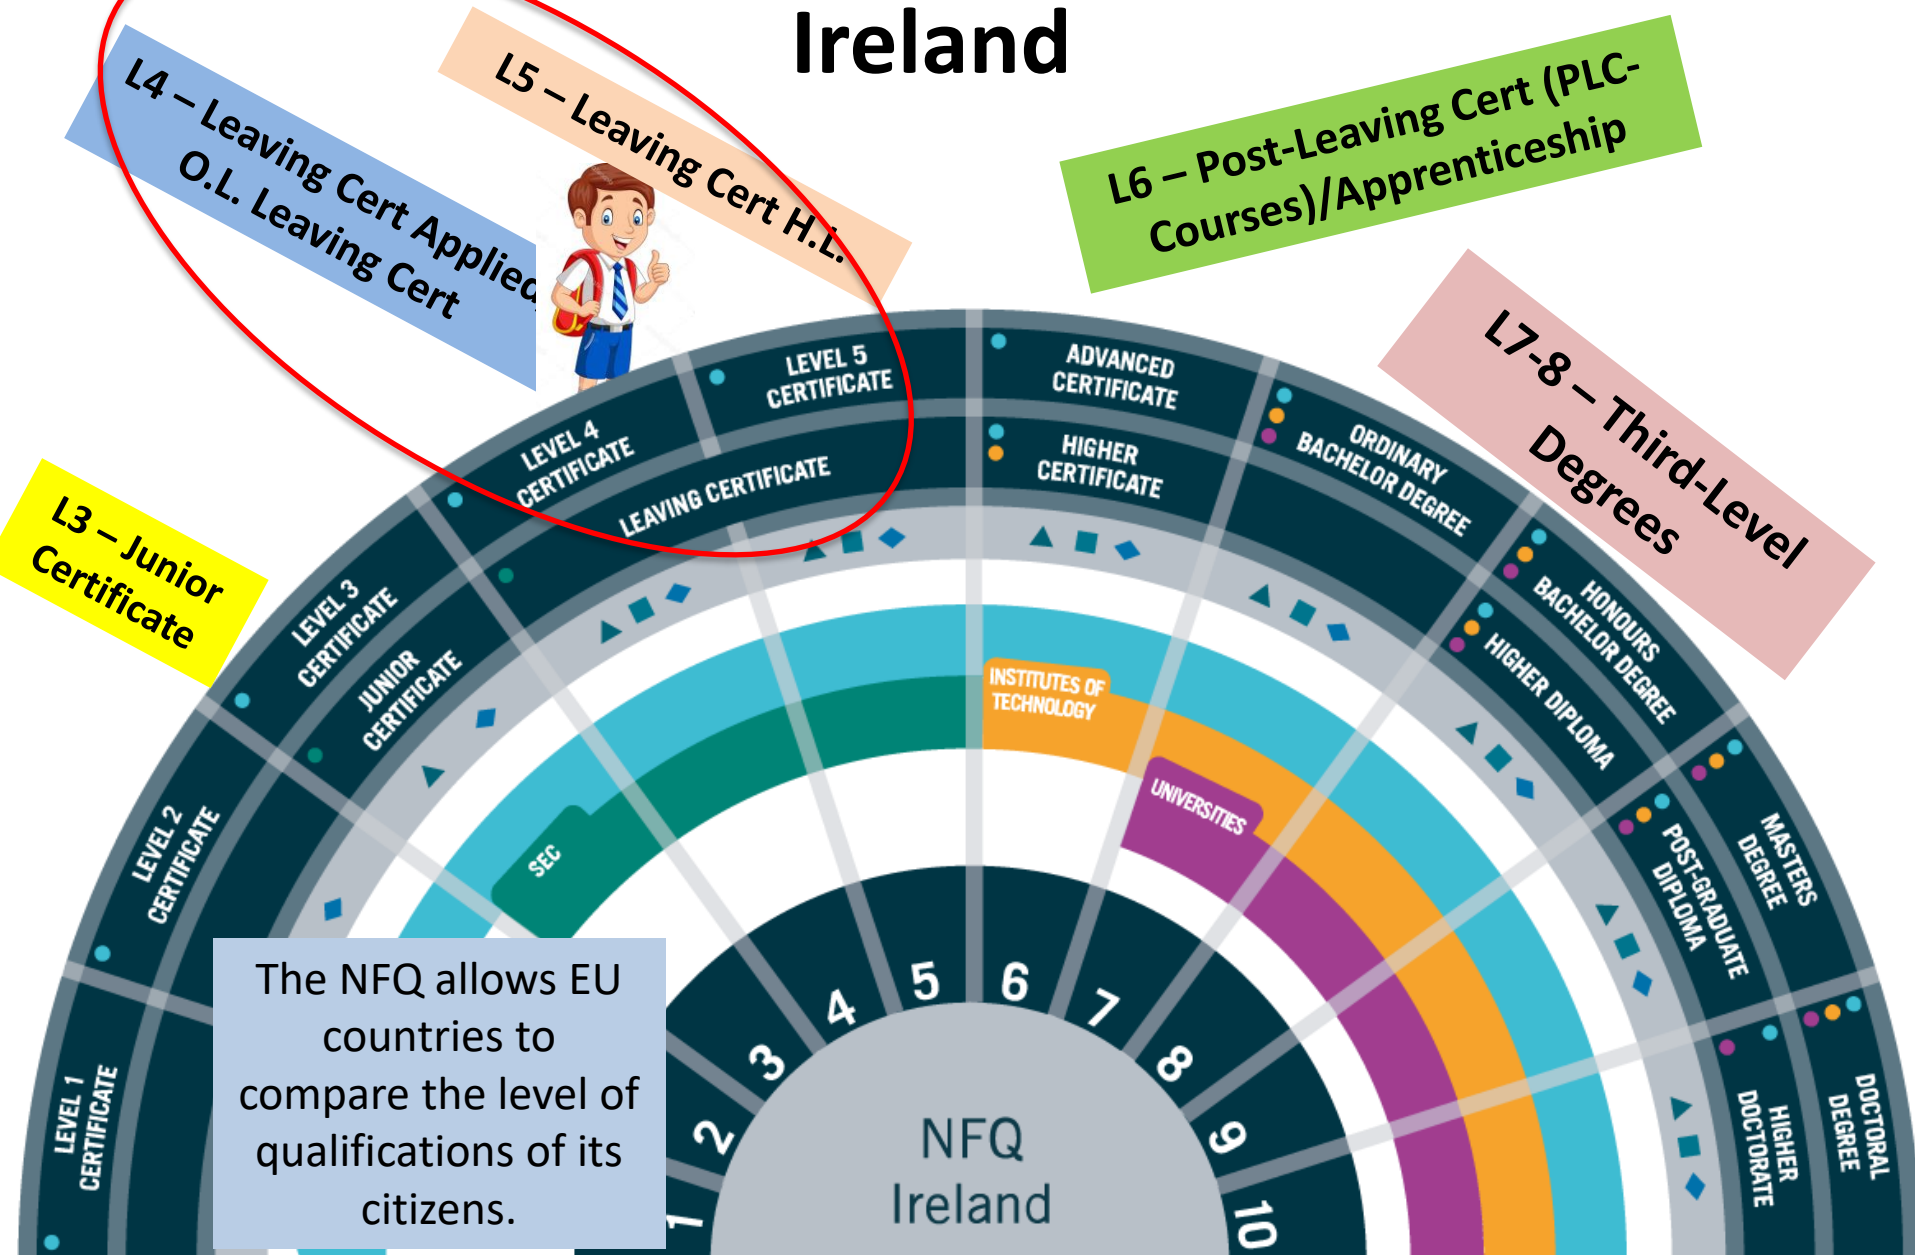 Ireland
L4 – Leaving Cert Applied,
O.L. Leaving Cert
L5 – Leaving Cert H.L.
L6 – Post-Leaving Cert (PLC-
Courses)/Apprenticeship
L7-8 – Third-Level
Degrees
L3 – Junior
Certificate
LEVEL 1
CERTIFICATE
LEVEL 2
CERTIFICATE
LEVEL 3
CERTIFICATE
JUNIOR
CERTIFICATE
LEVEL 4
CERTIFICATE
LEVEL 5
CERTIFICATE
LEAVING CERTIFICATE
ADVANCED
CERTIFICATE
HIGHER
CERTIFICATE
ORDINARY
BACHELOR DEGREE
HONOURS
BACHELOR DEGREE
HIGHER DIPLOMA
MASTERS
DEGREE
POST-GRADUATE
DIPLOMA
DOCTORAL
DEGREE
HIGHER
DOCTORATE
SEC
INSTITUTES OF
TECHNOLOGY
UNIVERSITIES
1
2
3
4
5
6
7
8
9
10
NFQ
Ireland
The NFQ allows EU
countries to
compare the level of
qualifications of its
citizens.